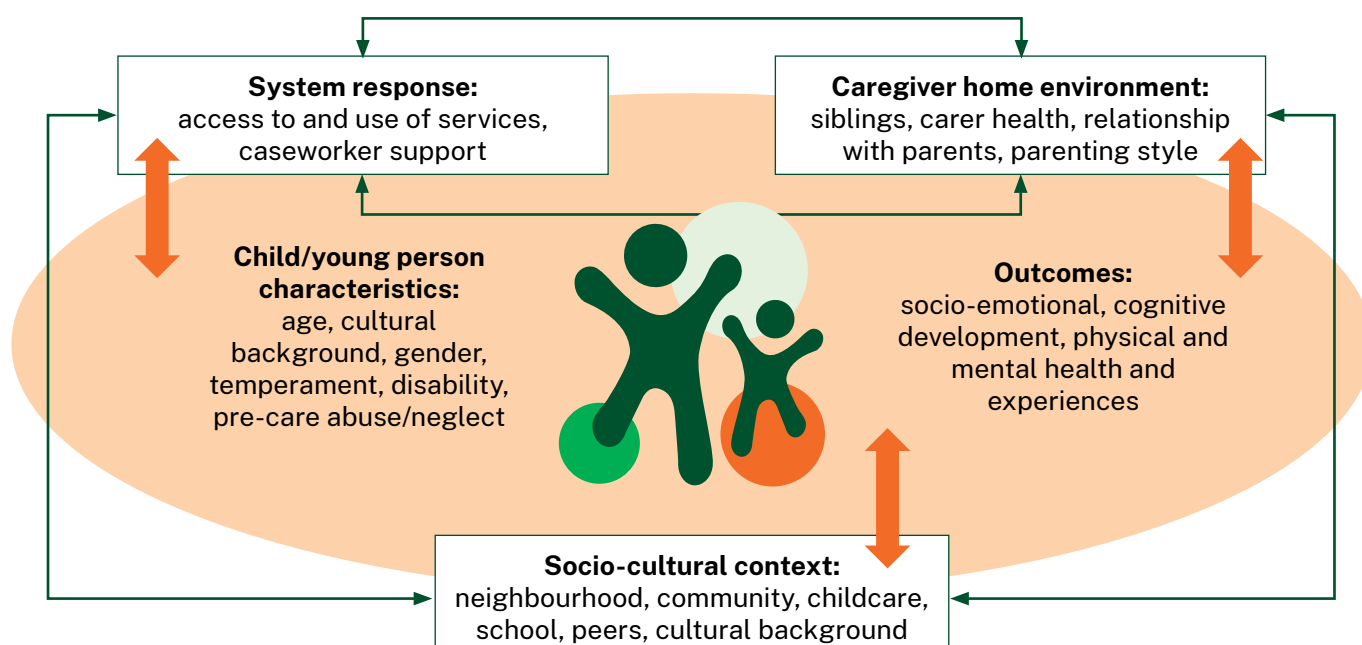 System response:
access to and use of services,
caseworker support
Caregiver home environment:
siblings, carer health, relationship
with parents, parenting style
Child/young person
characteristics:
age, cultural
background, gender,
temperament, disability,
pre-care abuse/neglect
Outcomes:
socio-emotional, cognitive
development, physical and
mental health and
experiences
Socio-cultural context:
neighbourhood, community, childcare,
school, peers, cultural background